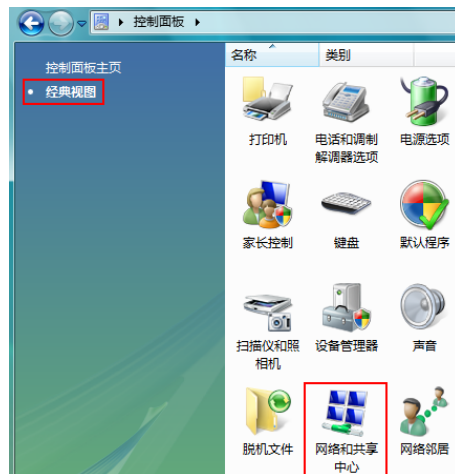 控制面板
控制面板主页
经典视图
名称 类别
打印机 电话和调制解调器选项 电源选项
家长控制 键盘 默认程序
扫描仪和照相机 设备管理器 声音
脱机文件 网络和共享中心 网络邻居